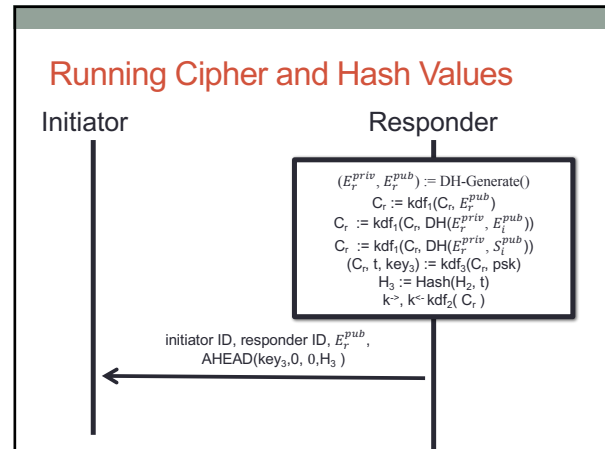 Running Cipher and Hash Values
Initiator
Responder
(E_r^{priv}, E_r^{pub}) := DH-Generate()
C_r := kdf_1(C_r, E_r^{pub})
C_r := kdf_1(C_r, DH(E_r^{priv}, E_i^{pub}))
C_r := kdf_1(C_r, DH(E_r^{priv}, S_i^{pub}))
(C_r, t, key_3) := kdf_3(C_r, psk)
H_3 := Hash(H_2, t)
k^{->}, k^{<-} kdf_2( C_r )
initiator ID, responder ID, E_r^{pub},
AHEAD(key_3,0, 0,H_3 )